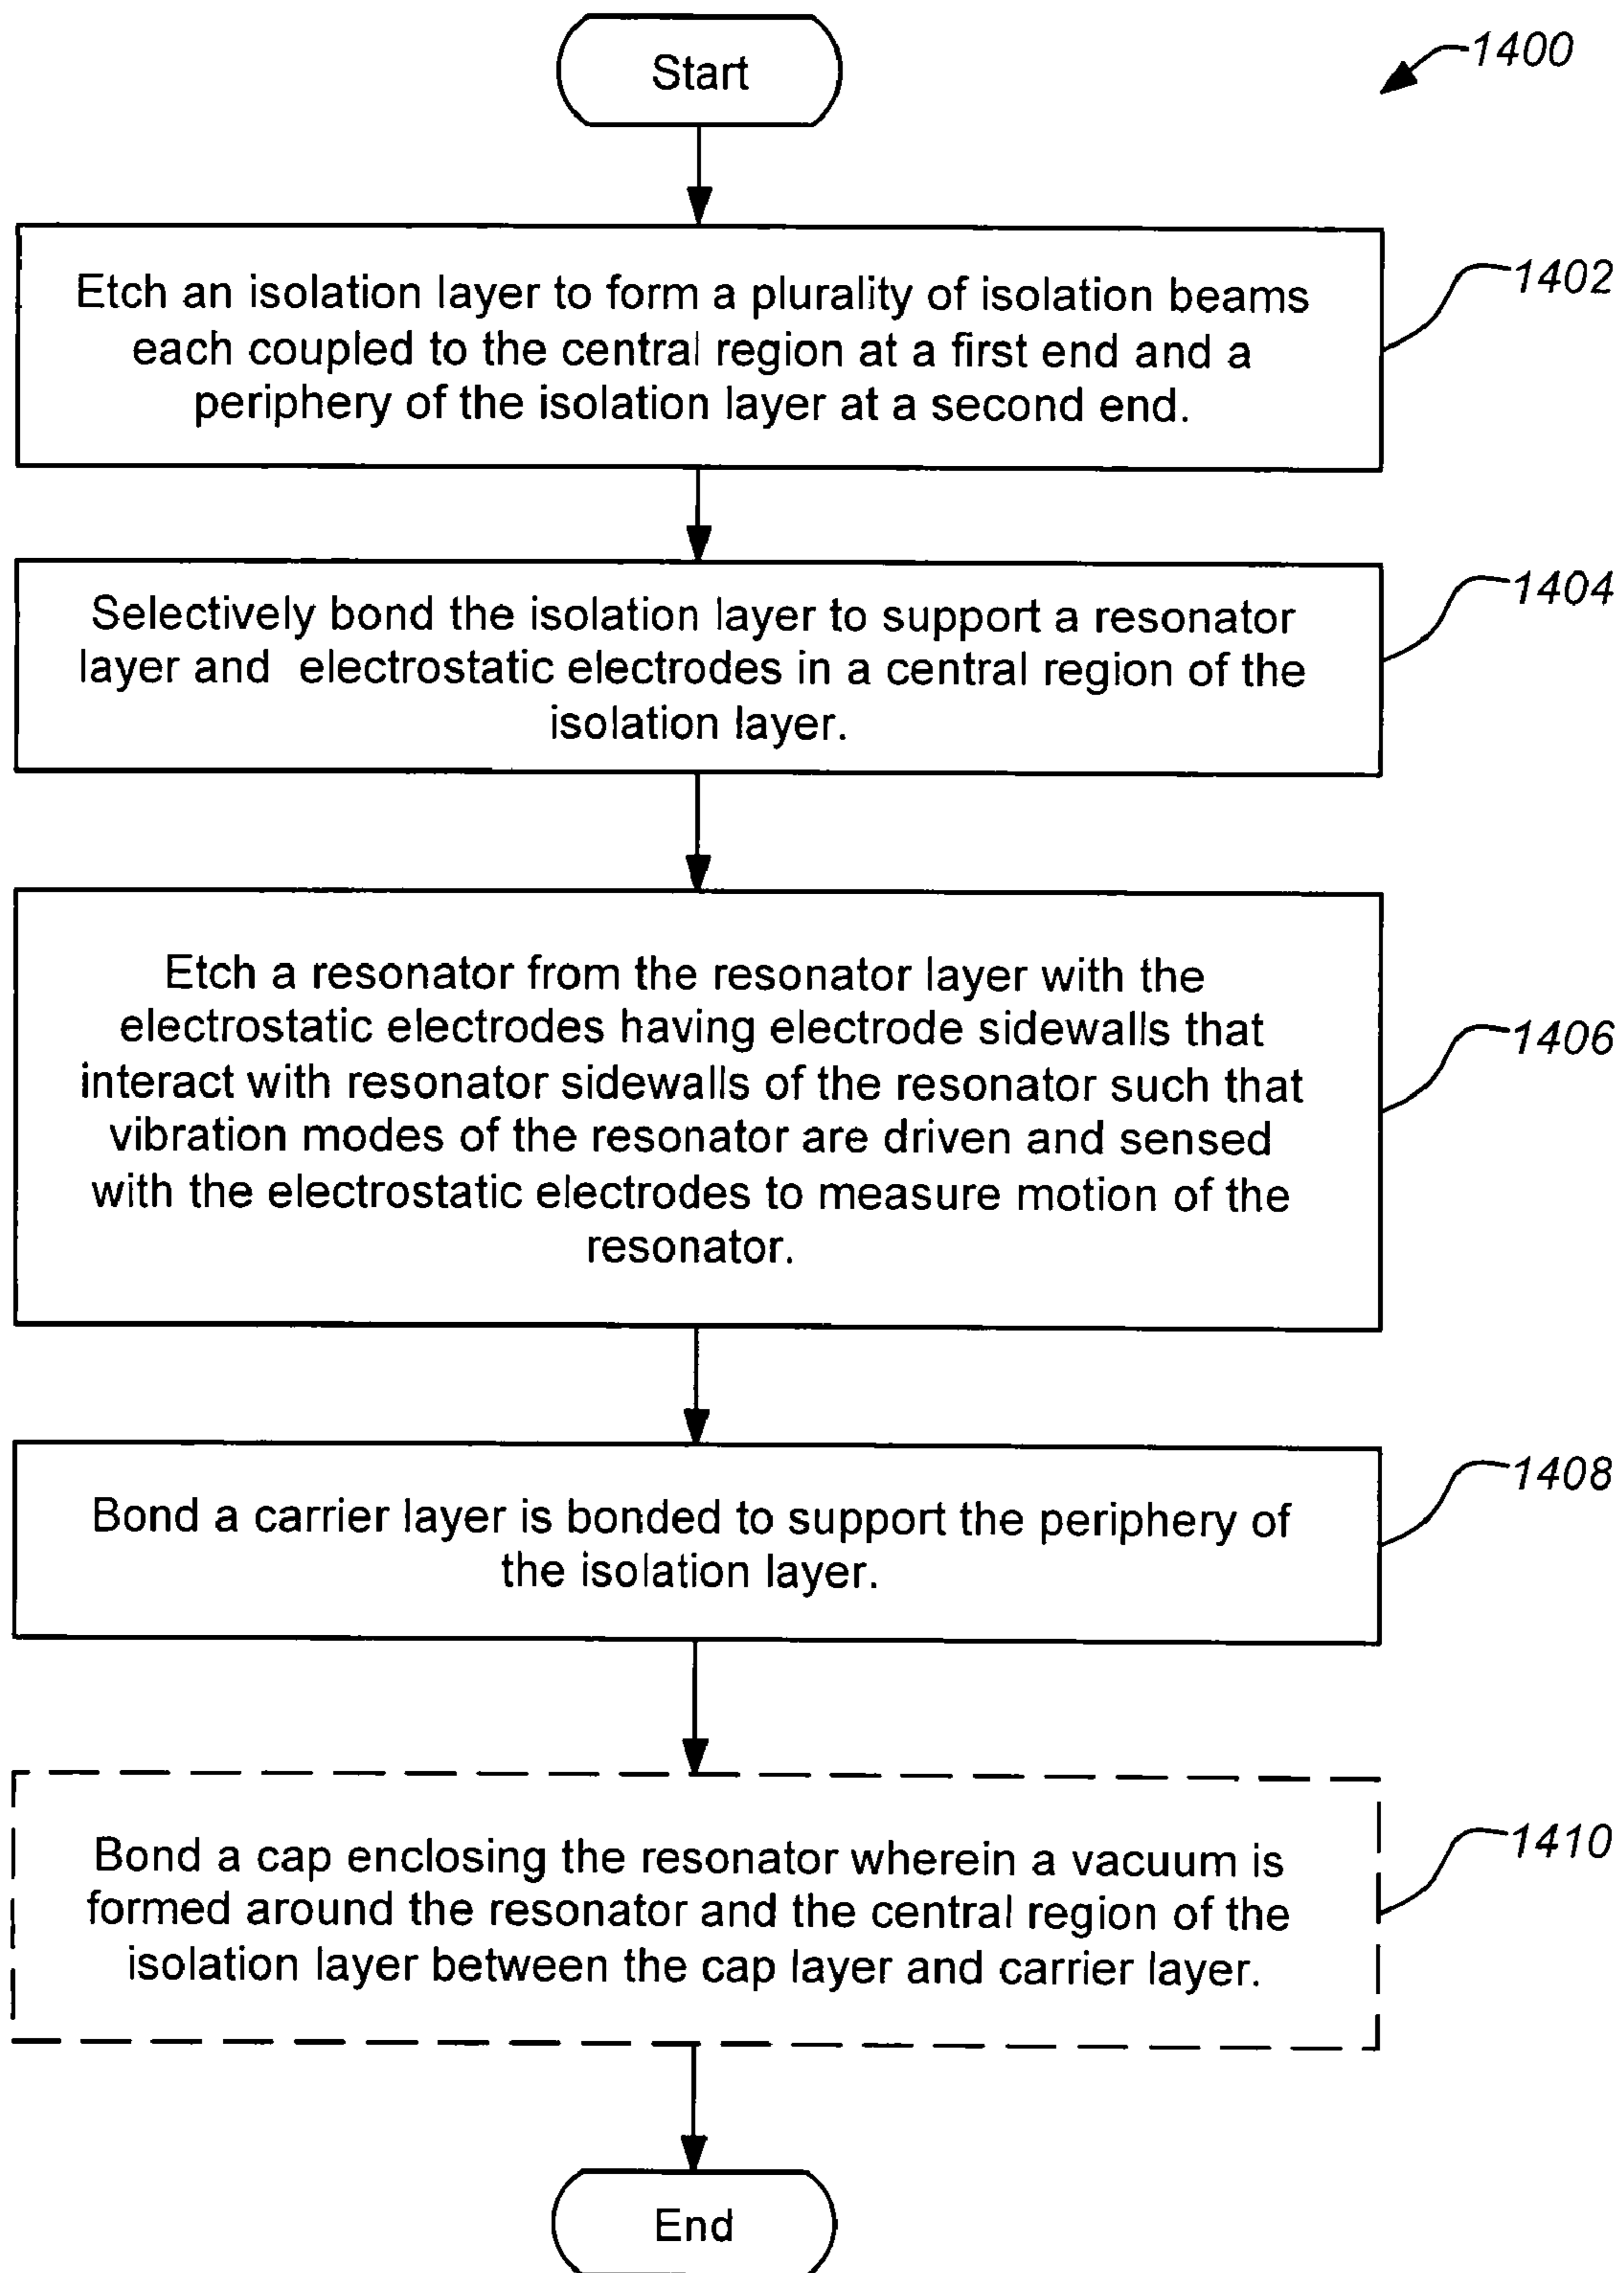 Start
1400
Etch an isolation layer to form a plurality of isolation beams
each coupled to the central region at a first end and a
periphery of the isolation layer at a second end.
1402
Selectively bond the isolation layer to support a resonator
layer and electrostatic electrodes in a central region of the
isolation layer.
1404
Etch a resonator from the resonator layer with the
electrostatic electrodes having electrode sidewalls that
interact with resonator sidewalls of the resonator such that
vibration modes of the resonator are driven and sensed
with the electrostatic electrodes to measure motion of the
resonator.
1406
Bond a carrier layer is bonded to support the periphery of
the isolation layer.
1408
Bond a cap enclosing the resonator wherein a vacuum is
formed around the resonator and the central region of the
isolation layer between the cap layer and carrier layer.
1410
End